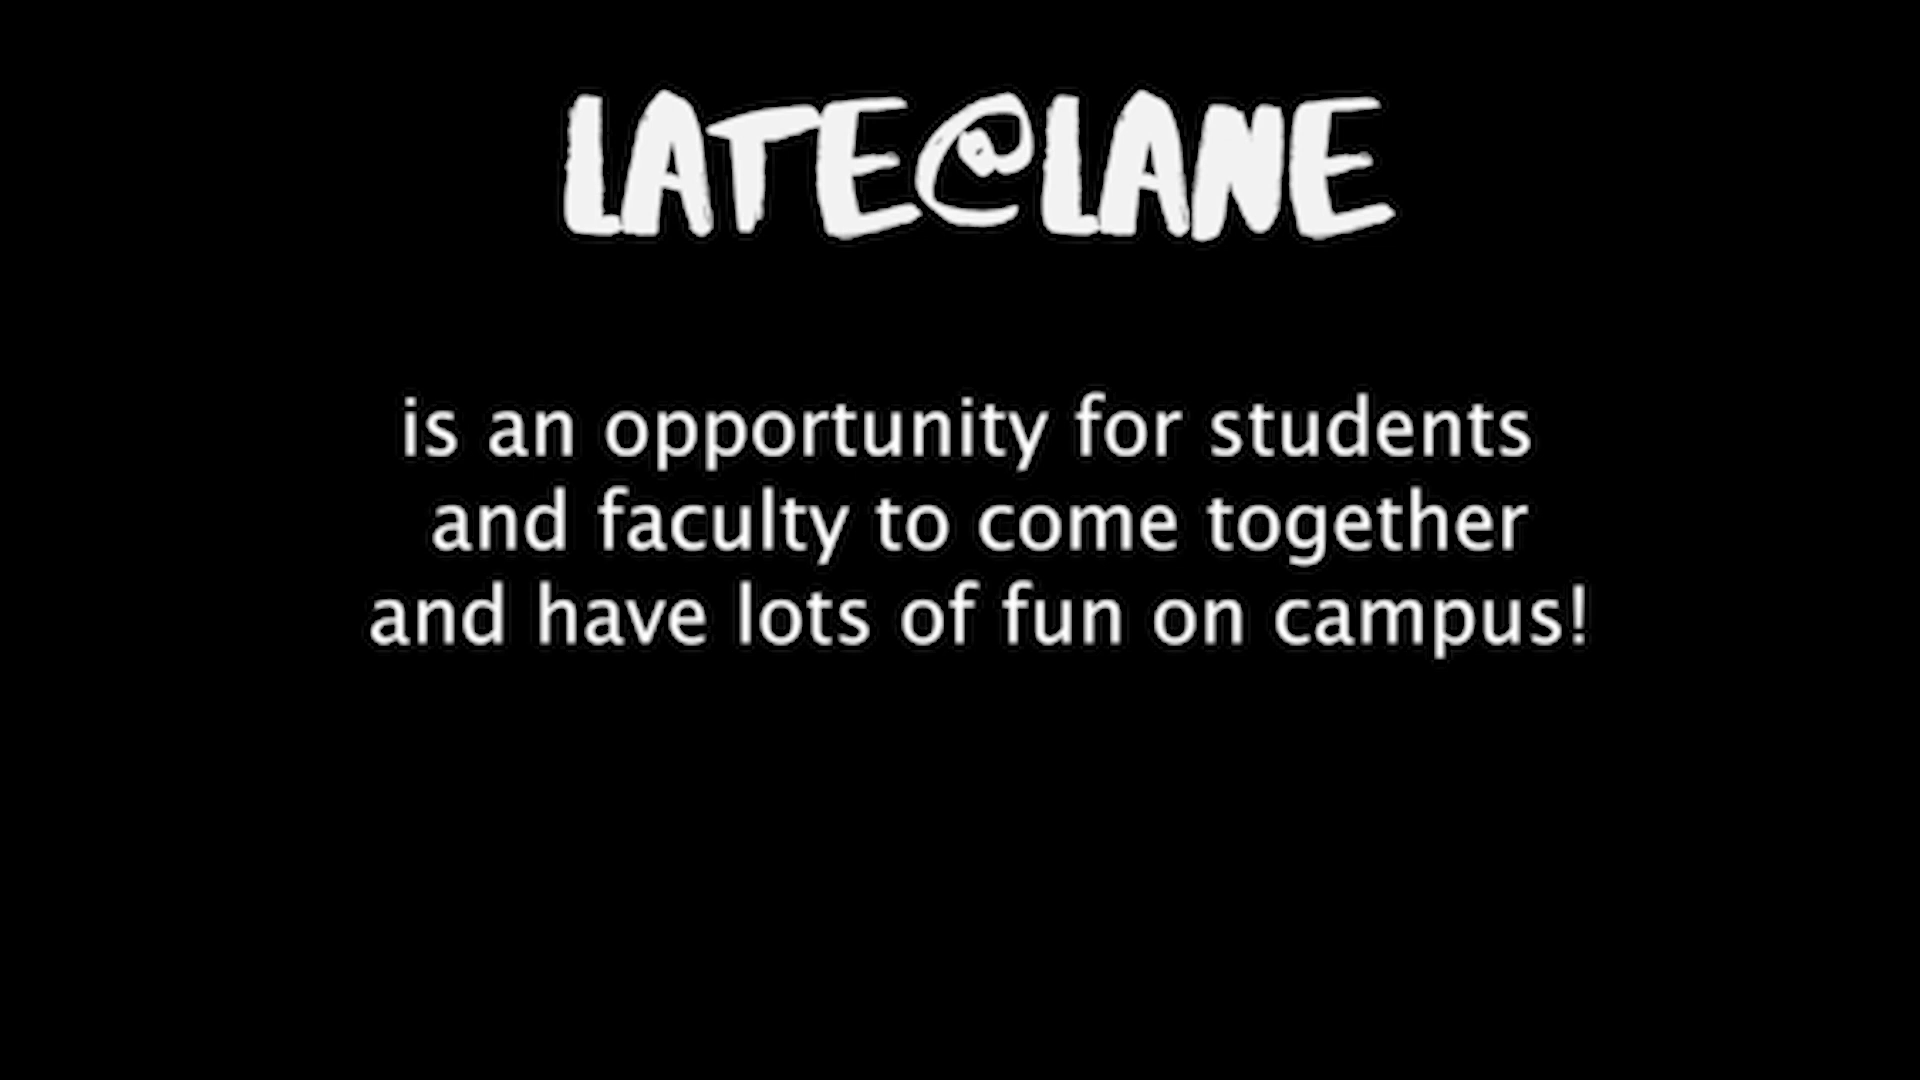 LATE@LANE
is an opportunity for students
and faculty to come together
and have lots of fun on campus!